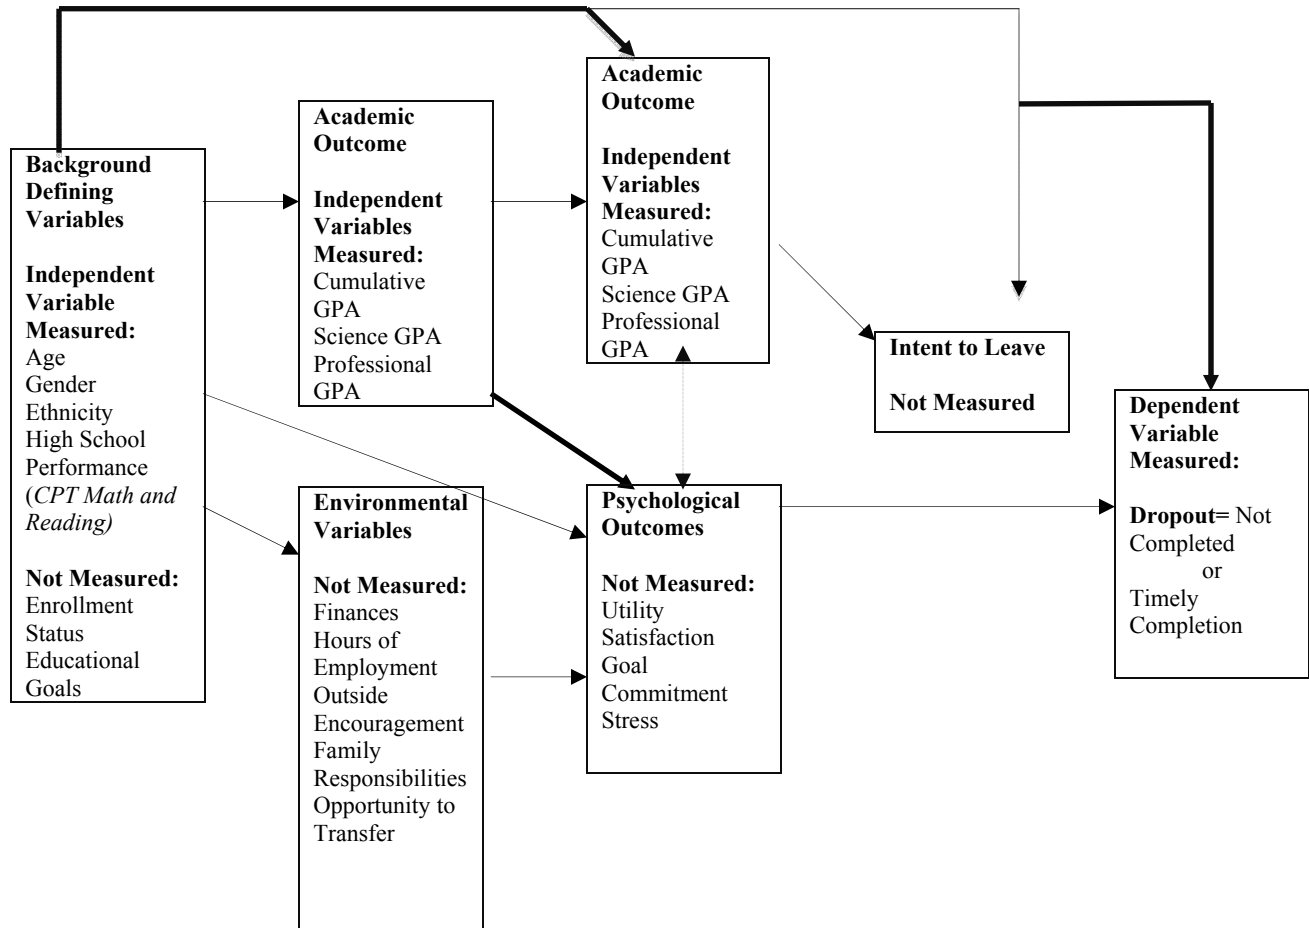 Background
Defining
Variables
Independent
Variable
Measured:
Age
Gender
Ethnicity
High School
Performance
(CPT Math and
Reading)
Not Measured:
Enrollment
Status
Educational
Goals
Academic
Outcome
Independent
Variables
Measured:
Cumulative
GPA
Science GPA
Professional
GPA
Environmental
Variables
Not Measured:
Finances
Hours of
Employment
Outside
Encouragement
Family
Responsibilities
Opportunity to
Transfer
Academic
Outcome
Independent
Variables
Measured:
Cumulative
GPA
Science GPA
Professional
GPA
Psychological
Outcomes
Not Measured:
Utility
Satisfaction
Goal
Commitment
Stress
Intent to Leave
Not Measured
Dependent
Variable
Measured:
Dropout= Not
Completed
or
Timely
Completion